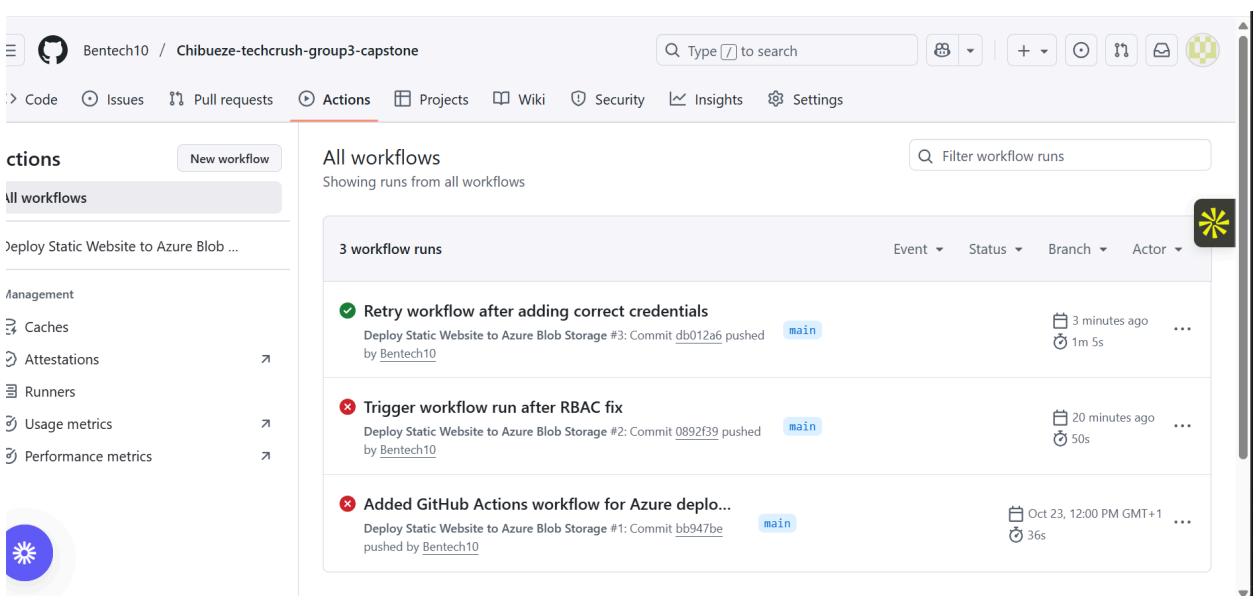 Bentech10 / Chibueze-techcrush-group3-capstone
Type / to search
Code
Issues
Pull requests
Actions
Projects
Wiki
Security
Insights
Settings
ctions
New workflow
All workflows
Deploy Static Website to Azure Blob ...
Management
Caches
Attestations
Runners
Usage metrics
Performance metrics
All workflows
Showing runs from all workflows
Filter workflow runs
3 workflow runs
Event
Status
Branch
Actor
Retry workflow after adding correct credentials
Deploy Static Website to Azure Blob Storage #3: Commit db012a6 pushed
by Bentech10
main
3 minutes ago
1m 5s
Trigger workflow run after RBAC fix
Deploy Static Website to Azure Blob Storage #2: Commit 0892f39 pushed
by Bentech10
main
20 minutes ago
50s
Added GitHub Actions workflow for Azure deplo...
Deploy Static Website to Azure Blob Storage #1: Commit bb947be
pushed by Bentech10
main
Oct 23, 12:00 PM GMT+1
36s